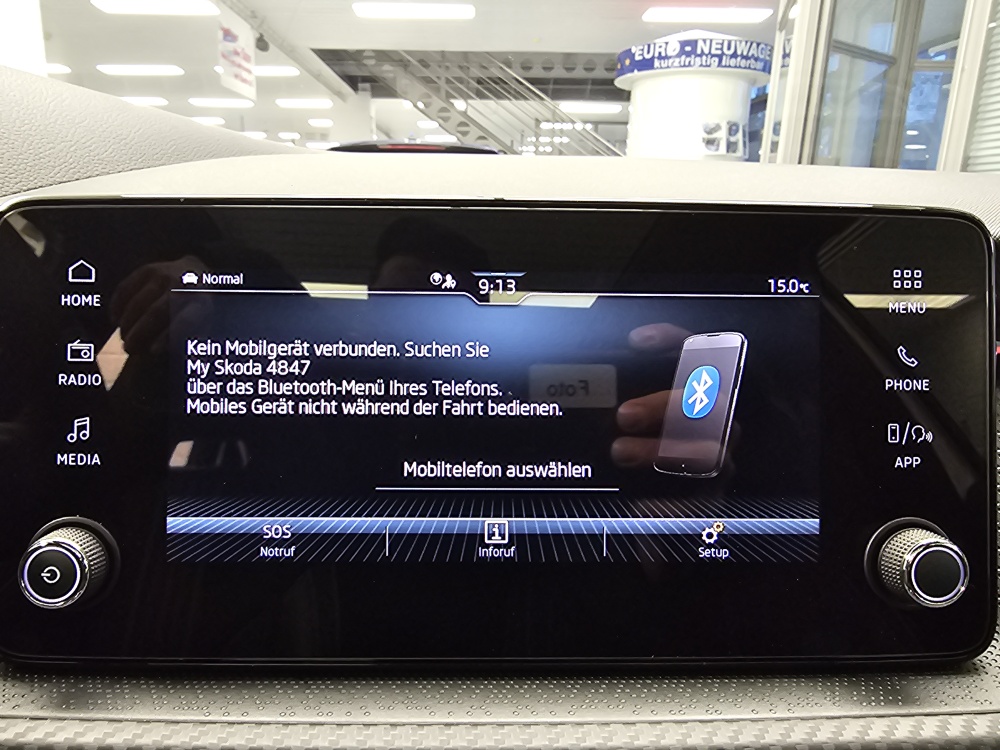 "EURO - NEUWAGE
kurzfristig lieferbar
HOME
RADIO
MEDIA
Normal
9:13
15.0°C
Kein Mobilgerät verbunden. Suchen Sie
My Skoda 4847
über das Bluetooth-Menü Ihres Telefons.
Mobiles Gerät nicht während der Fahrt bedienen.
Foto
Mobiltelefon auswählen
SOS
Notruf
Inforuf
Setup
MENU
PHONE
APP